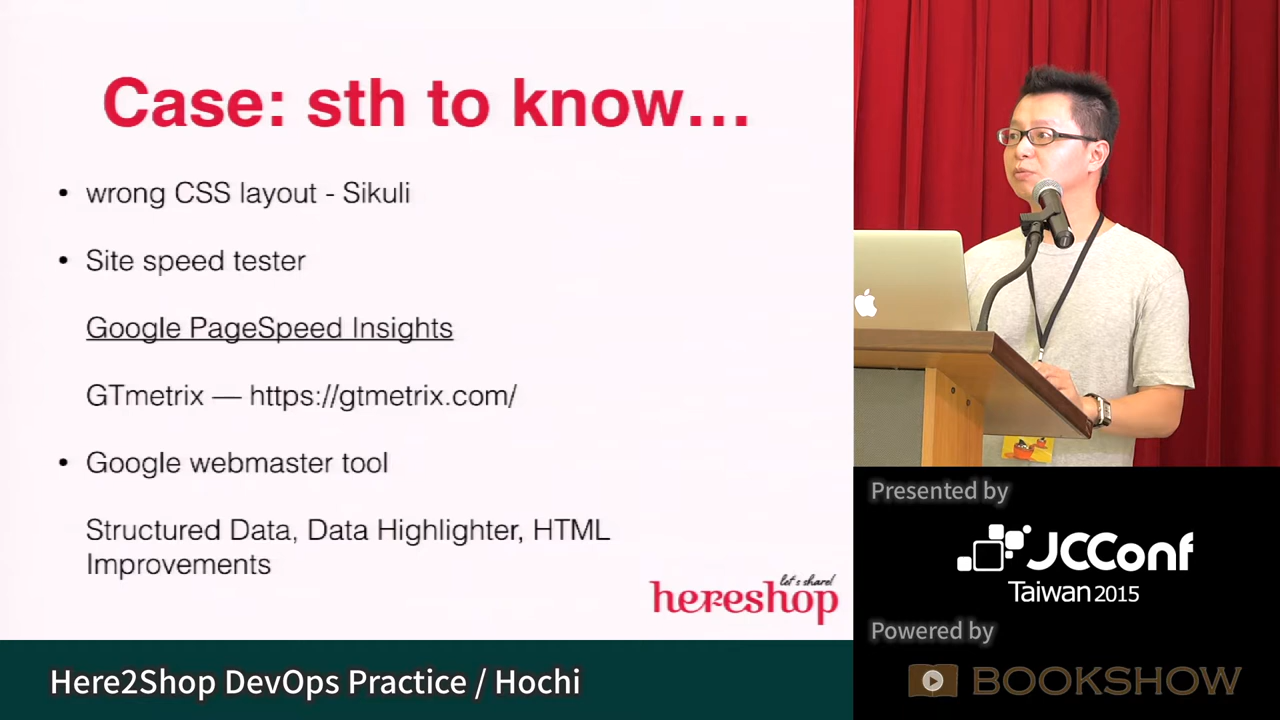 Case: sth to know...
• wrong CSS layout - Sikuli
• Site speed tester
Google PageSpeed Insights
GTmetrix — https://gtmetrix.com/
• Google webmaster tool
Structured Data, Data Highlighter, HTML
Improvements
let's share!
hereshop
Here2Shop DevOps Practice / Hochi
Presented by
JCConf
Taiwan 2015
Powered by
BOOKSHOW